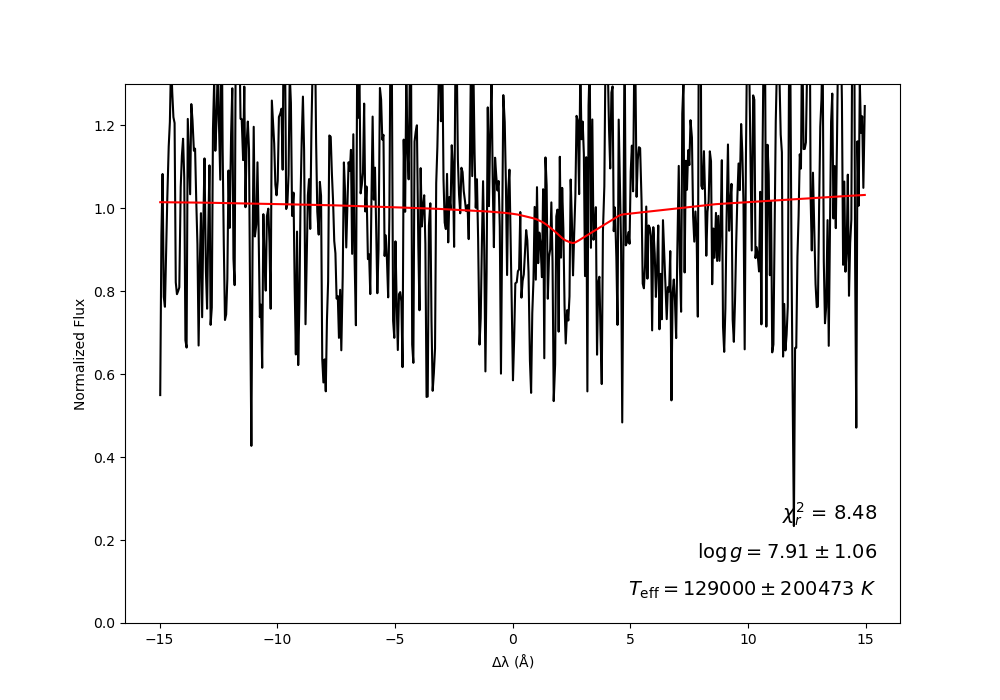 1.2
1.0
0.8
0.6
0.4
0.2
0.0
Normalized Flux
χ²ᵣ = 8.48
log g = 7.91 ± 1.06
T_eff = 129000 ± 200473 K
−15 −10 −5 0 5 10 15
Δλ (Å)